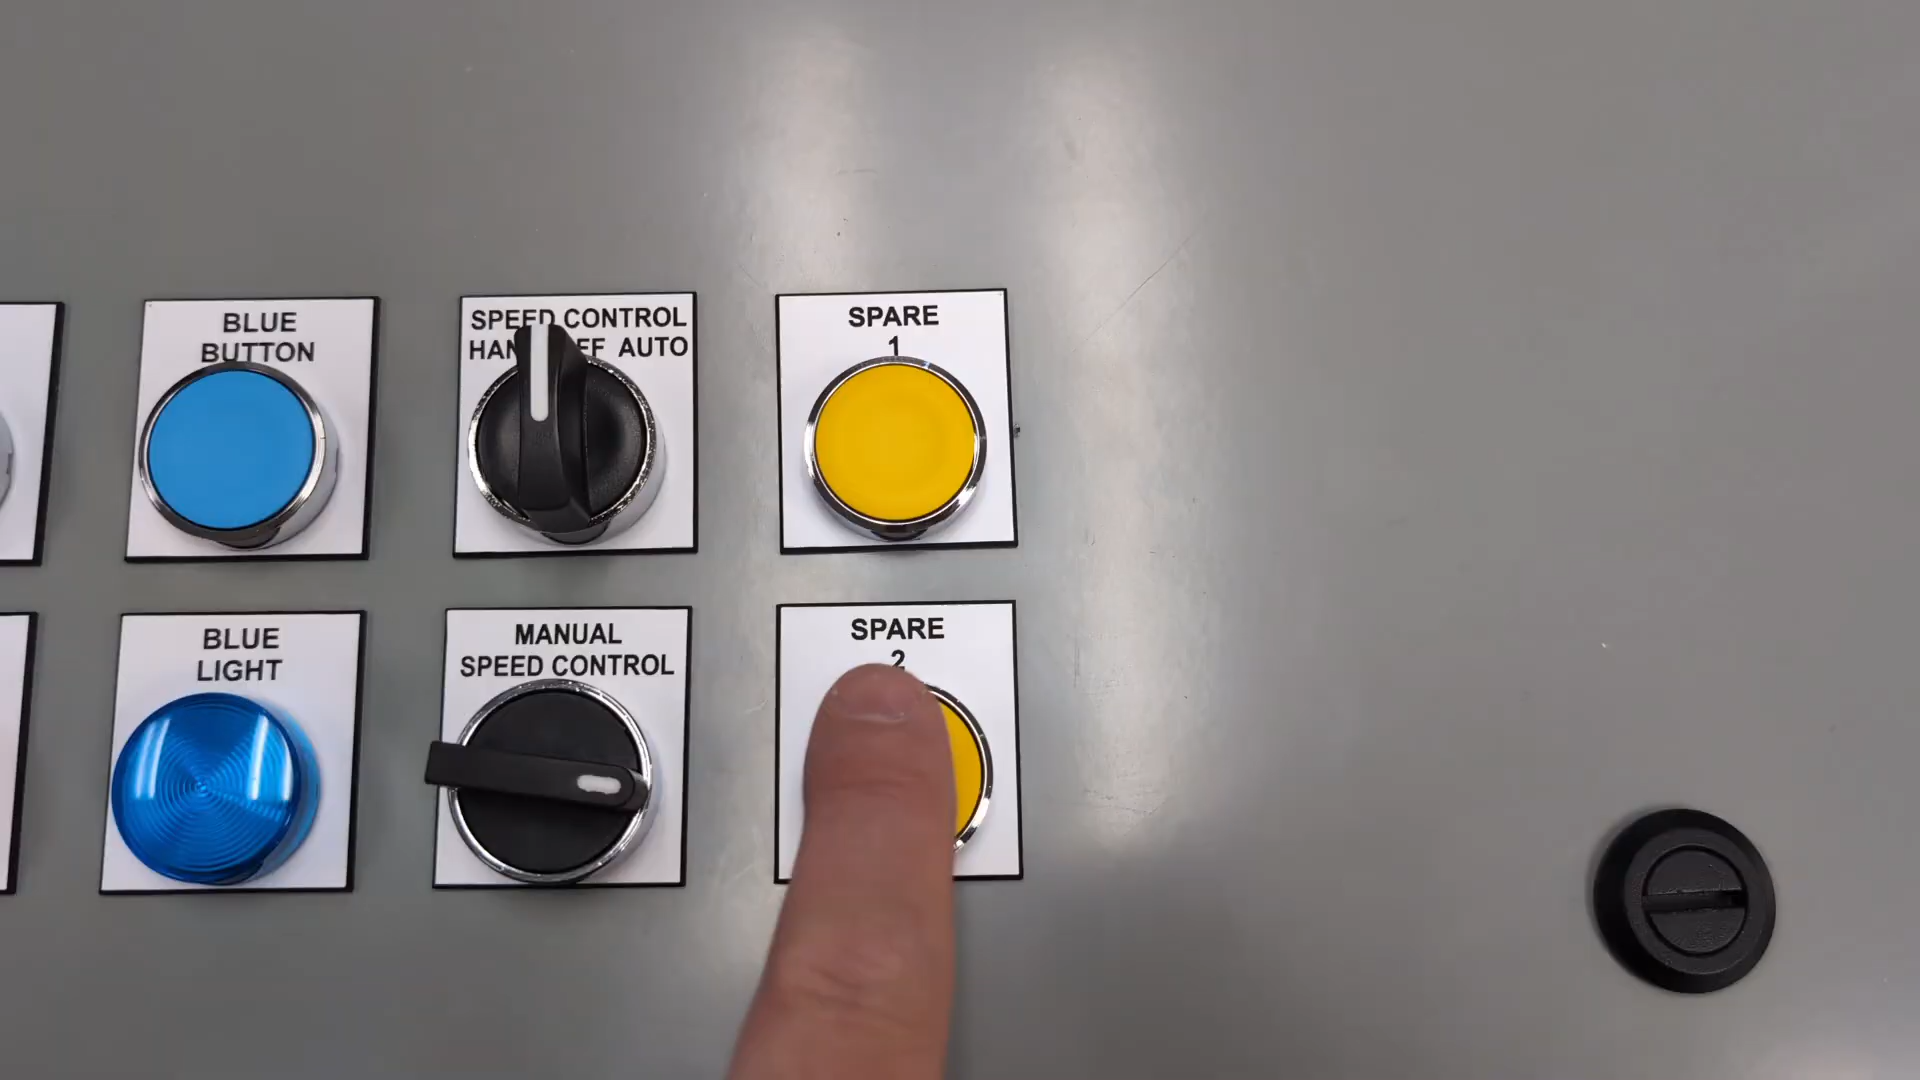 BLUE
BUTTON
SPEED CONTROL
AUTO
SPARE
1
BLUE
LIGHT
MANUAL
SPEED CONTROL
SPARE
2